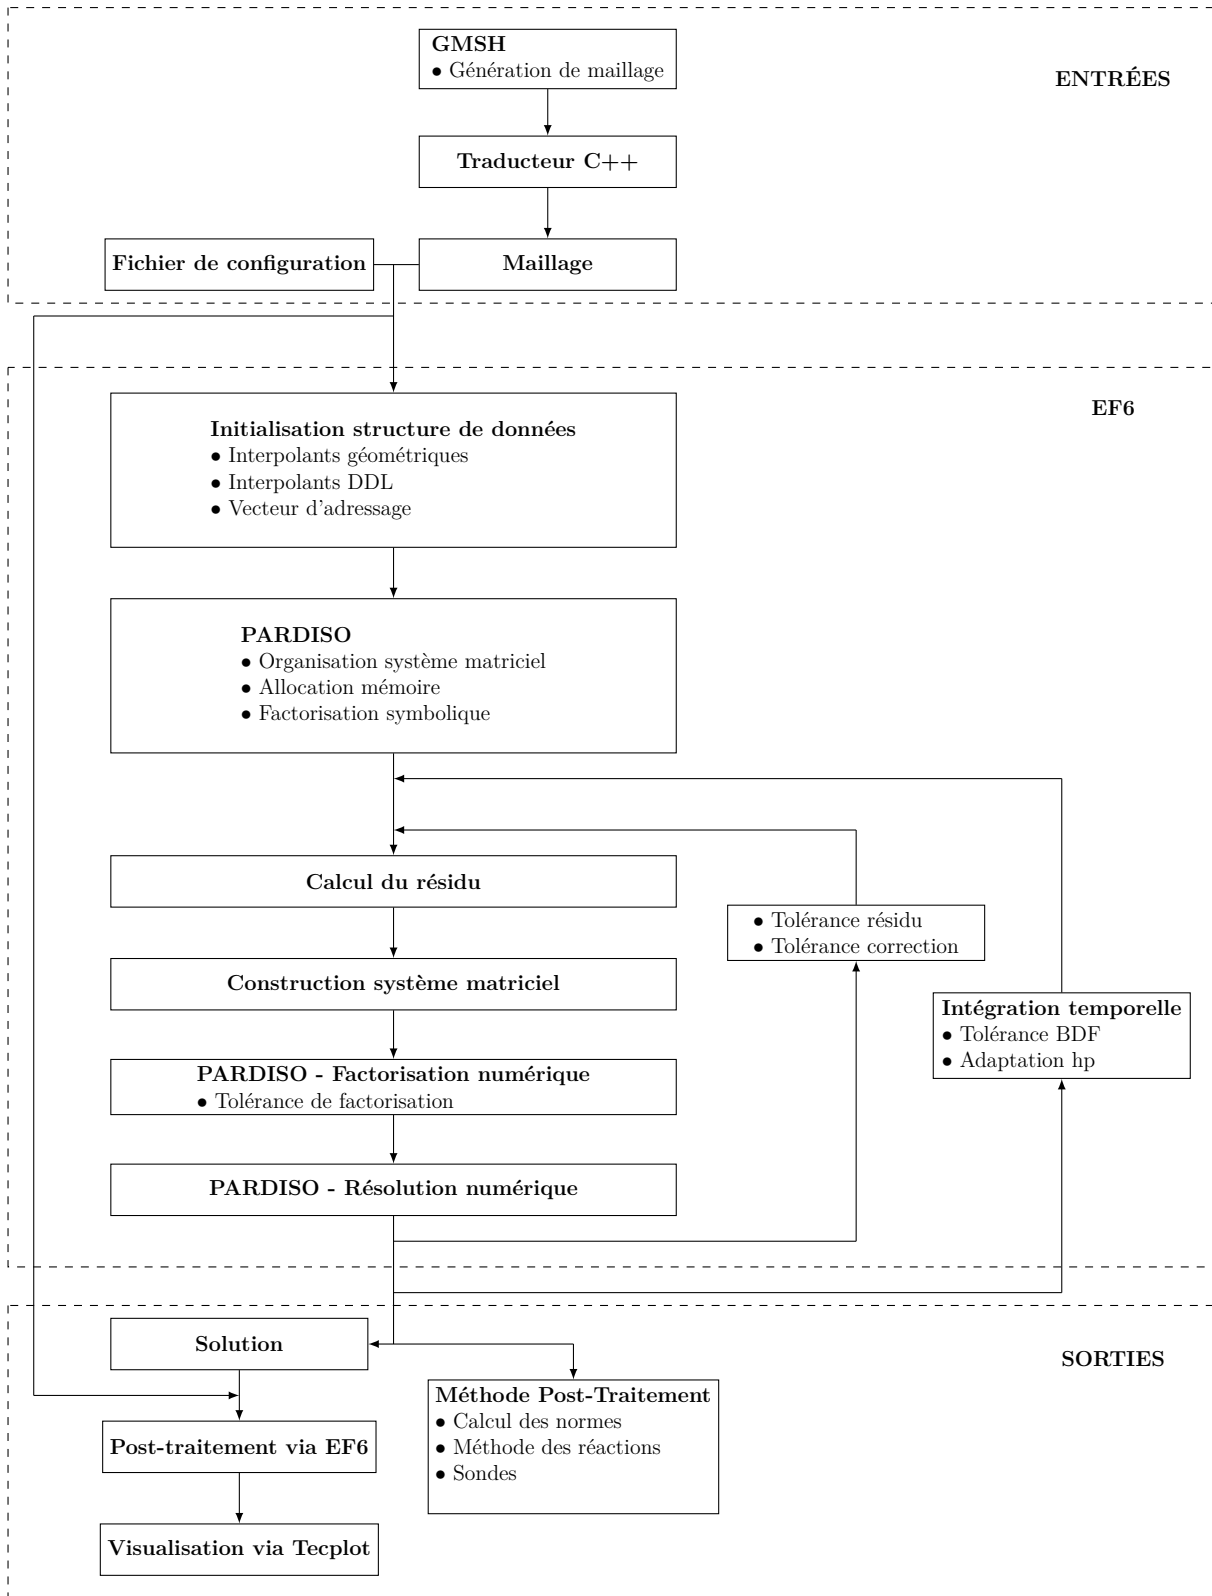 GMSH
• Génération de maillage
ENTRÉES
Traducteur C++
Fichier de configuration
Maillage
EF6
Initialisation structure de données
• Interpolants géométriques
• Interpolants DDL
• Vecteur d'adressage
PARDISO
• Organisation système matriciel
• Allocation mémoire
• Factorisation symbolique
Calcul du résidu
• Tolérance résidu
• Tolérance correction
Construction système matriciel
Intégration temporelle
• Tolérance BDF
• Adaptation hp
PARDISO - Factorisation numérique
• Tolérance de factorisation
PARDISO - Résolution numérique
Solution
SORTIES
Méthode Post-Traitement
• Calcul des normes
• Méthode des réactions
• Sondes
Post-traitement via EF6
Visualisation via Tecplot